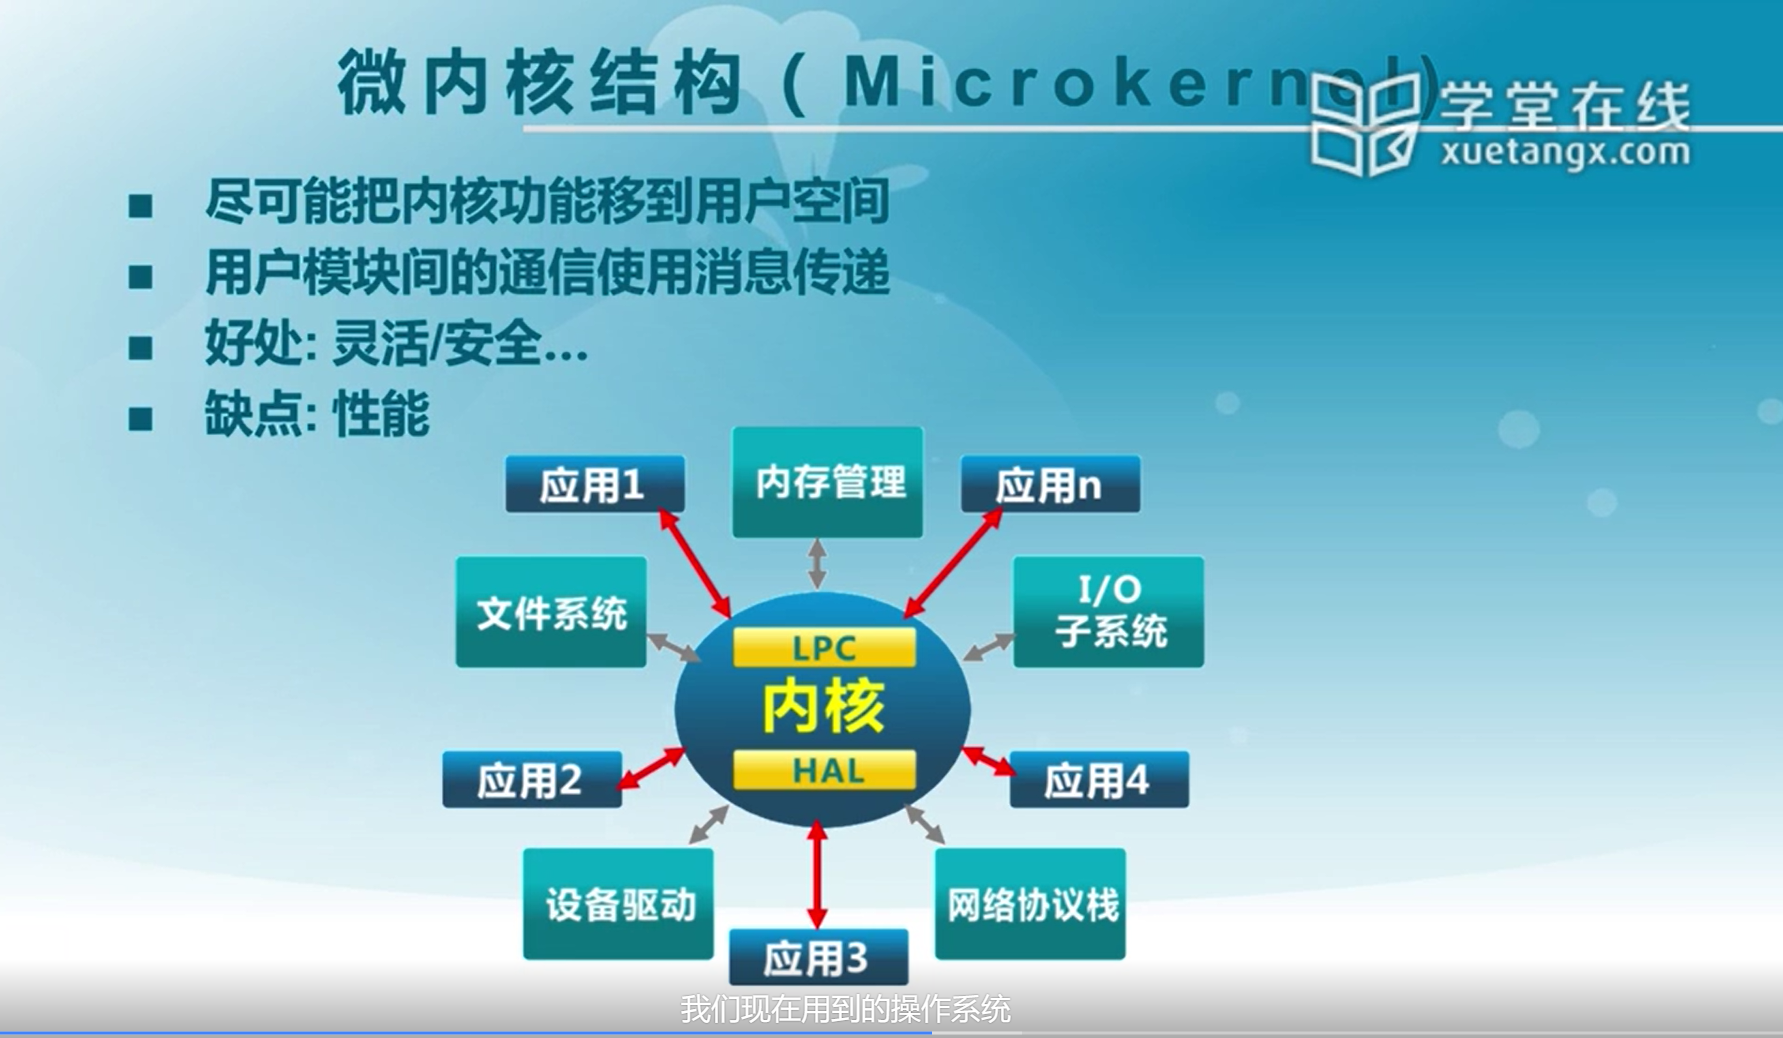 微内核结构（Microkernel）
学堂在线
xuetangx.com
■ 尽可能把内核功能移到用户空间
■ 用户模块间的通信使用消息传递
■ 好处: 灵活/安全...
■ 缺点: 性能
应用1
内存管理
应用n
文件系统
I/O
子系统
LPC
内核
HAL
应用2
应用4
设备驱动
网络协议栈
应用3
我们现在用到的操作系统